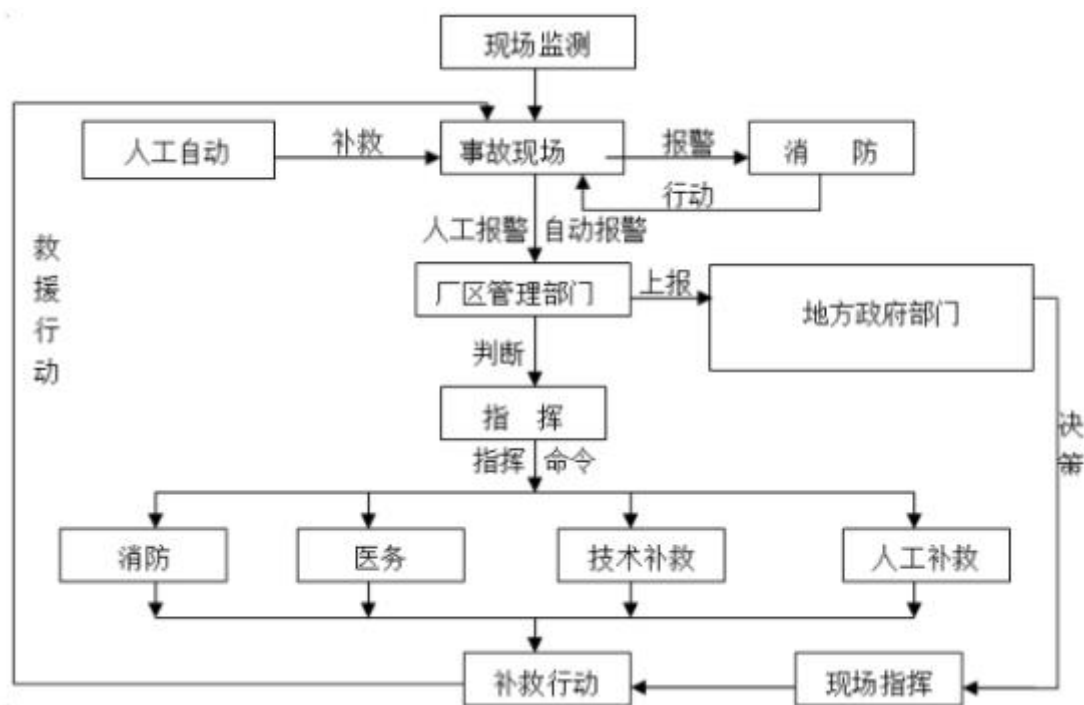 现场监测
人工自动
补救
事故现场
报警
消 防
行动
人工报警 自动报警
救援行动
厂区管理部门
上报
地方政府部门
判断
指 挥
决策
指挥 命令
消防
医务
技术补救
人工补救
补救行动
现场指挥